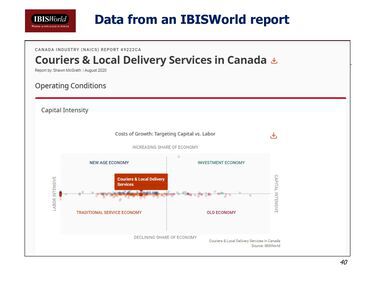 IBISWorld
Data from an IBISWorld report
CANADA INDUSTRY (NAICS) REPORT 49222CA
Couriers & Local Delivery Services in Canada
Report by: Shawn McGrath | August 2020
Operating Conditions
Capital Intensity
Costs of Growth: Targeting Capital vs. Labor
INCREASING SHARE OF ECONOMY
NEW AGE ECONOMY
INVESTMENT ECONOMY
Couriers & Local Delivery
Services
LABOR INTENSIVE
CAPITAL INTENSIVE
TRADITIONAL SERVICE ECONOMY
OLD ECONOMY
DECLINING SHARE OF ECONOMY
Couriers & Local Delivery Services in Canada
Source: IBISWorld
40